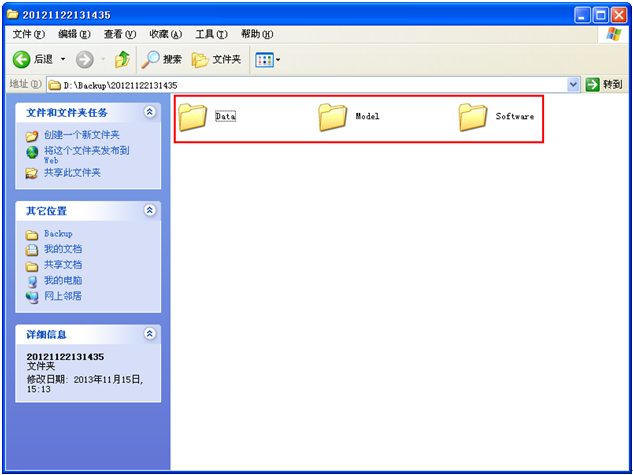 20121122131435
文件(F) 编辑(E) 查看(V) 收藏(A) 工具(T) 帮助(H)
后退 搜索 文件夹
地址(D) D:\Backup\20121122131435 转到
文件和文件夹任务
创建一个新文件夹
将这个文件夹发布到
Web
共享此文件夹
其它位置
Backup
我的文档
共享文档
我的电脑
网上邻居
详细信息
20121122131435
文件夹
修改日期: 2013年11月15日,
15:13
Data Model Software